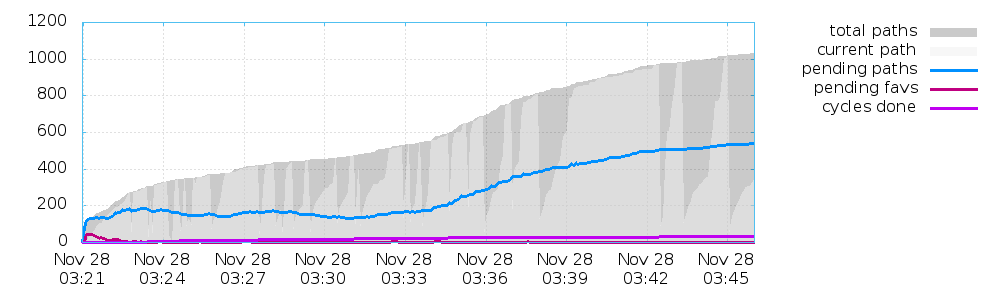 1200
1000
800
600
400
200
0
Nov 28 Nov 28 Nov 28 Nov 28 Nov 28 Nov 28 Nov 28 Nov 28 Nov 28
03:21 03:24 03:27 03:30 03:33 03:36 03:39 03:42 03:45
total paths
current path
pending paths
pending favs
cycles done